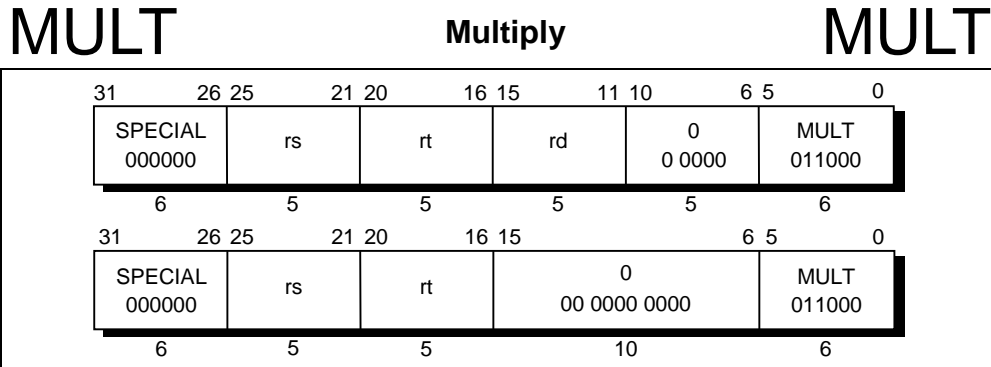 MULT Multiply MULT
31 26 25 21 20 16 15 11 10 6 5 0
SPECIAL rs rt rd 0 MULT
000000 0 0000 011000
6 5 5 5 5 6
31 26 25 21 20 16 15 6 5 0
SPECIAL rs rt 0 MULT
000000 00 0000 0000 011000
6 5 5 10 6